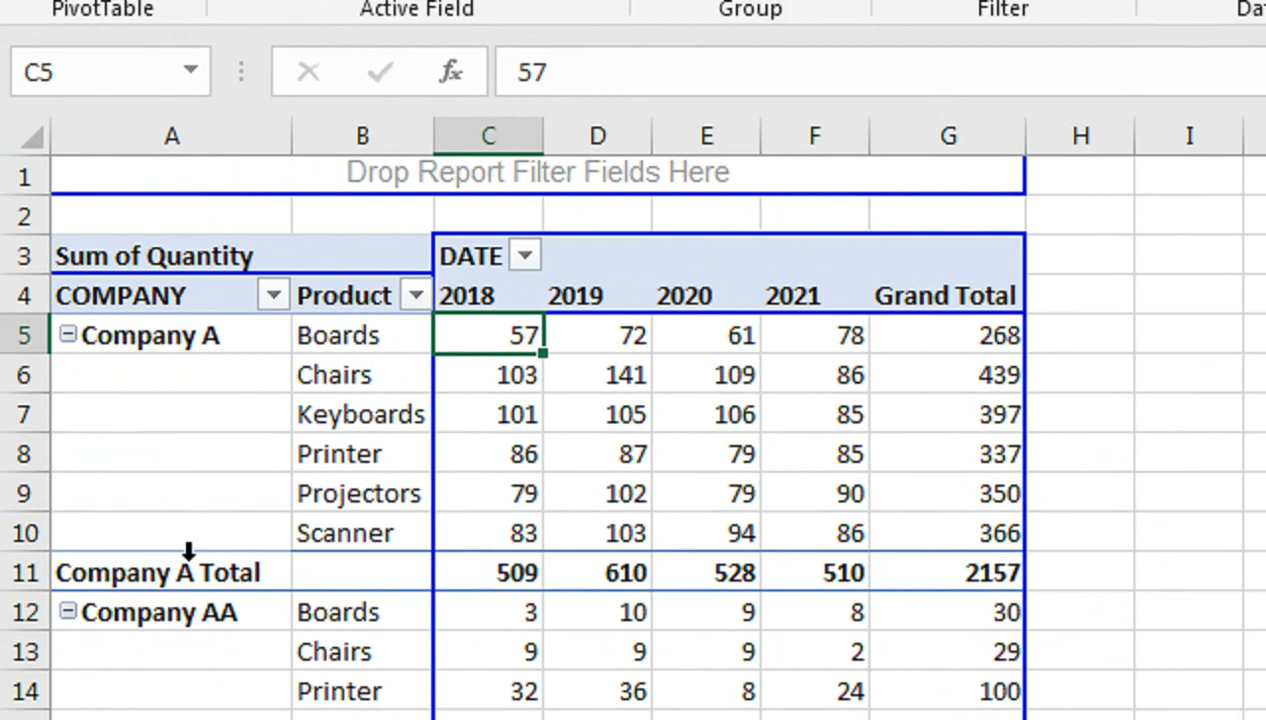 PivotTable Active Field Group Filter
C5 fx 57
A B C D E F G H I
1 Drop Report Filter Fields Here
2
3 Sum of Quantity DATE
4 COMPANY Product 2018 2019 2020 2021 Grand Total
5 Company A Boards 57 72 61 78 268
6 Chairs 103 141 109 86 439
7 Keyboards 101 105 106 85 397
8 Printer 86 87 79 85 337
9 Projectors 79 102 79 90 350
10 Scanner 83 103 94 86 366
11 Company A Total 509 610 528 510 2157
12 Company AA Boards 3 10 9 8 30
13 Chairs 9 9 9 2 29
14 Printer 32 36 8 24 100